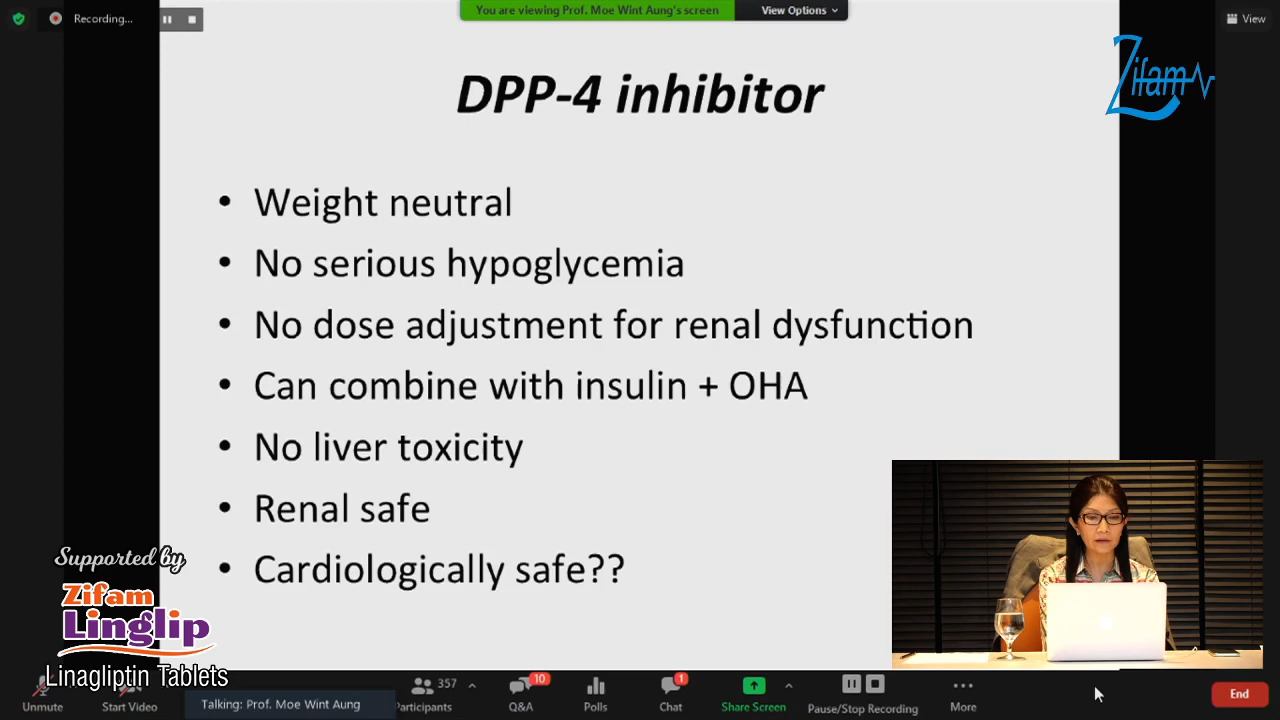 Recording...
You are viewing Prof. Moe Wint Aung's screen
View Options
View
Zifam
DPP-4 inhibitor
• Weight neutral
• No serious hypoglycemia
• No dose adjustment for renal dysfunction
• Can combine with insulin + OHA
• No liver toxicity
• Renal safe
• Cardiologically safe??
Supported by
Zifam
Linglip
Linagliptin Tablets
Unmute
Start Video
Talking: Prof. Moe Wint Aung
357
Participants
10
Q&A
Polls
1
Chat
Share Screen
Pause/Stop Recording
More
End